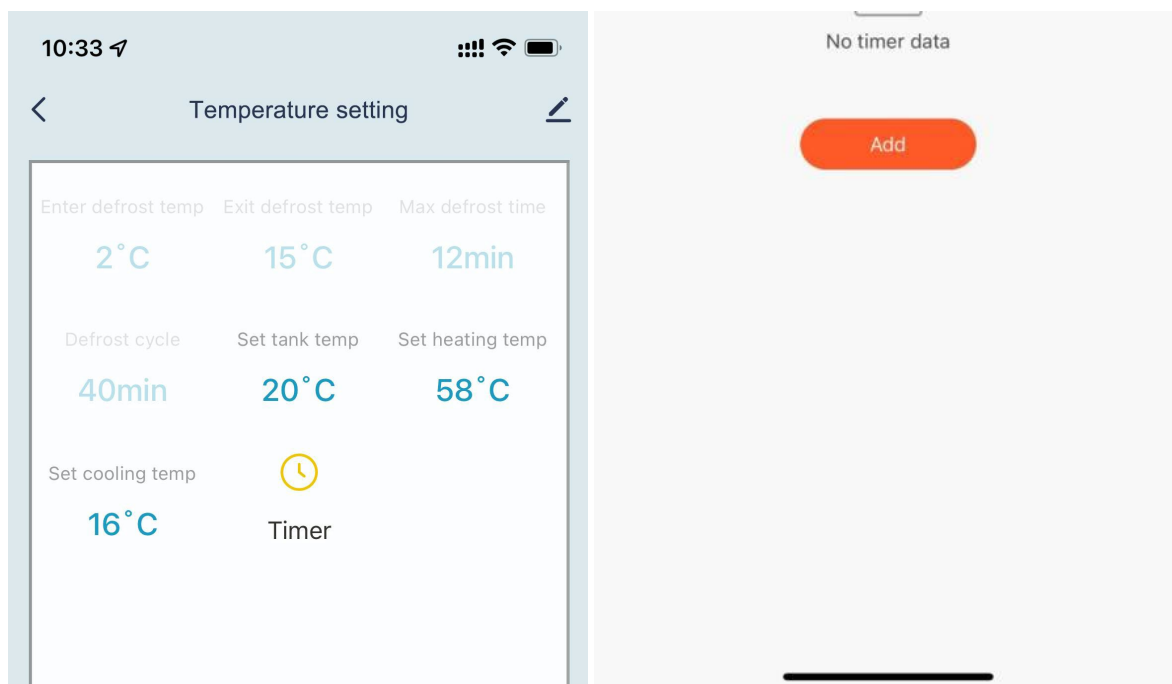 10:33
Temperature setting
Enter defrost temp Exit defrost temp Max defrost time
2°C 15°C 12min
Defrost cycle Set tank temp Set heating temp
40min 20°C 58°C
Set cooling temp
16°C Timer
No timer data
Add